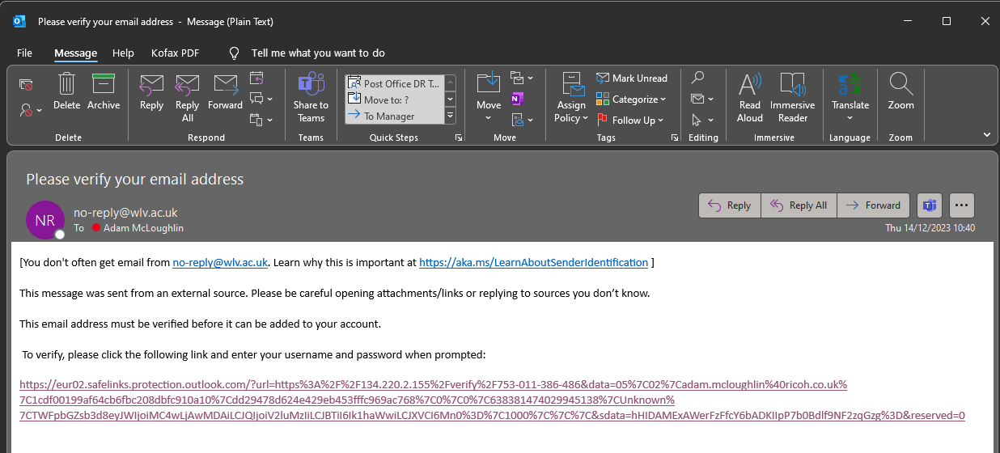 Please verify your email address - Message (Plain Text)
File Message Help Kofax PDF Tell me what you want to do
Delete Archive Reply Reply All Forward Share to Teams
Post Office DR T...
Move to: ?
To Manager
Move Assign Policy
Mark Unread
Categorize
Follow Up
Read Aloud Immersive Reader Translate Zoom
Delete Respond Teams Quick Steps Move Tags Editing Immersive Language Zoom
Please verify your email address
NR
no-reply@wlv.ac.uk
To Adam McLoughlin
Reply Reply All Forward
Thu 14/12/2023 10:40
[You don't often get email from no-reply@wlv.ac.uk. Learn why this is important at https://aka.ms/LearnAboutSenderIdentification ]
This message was sent from an external source. Please be careful opening attachments/links or replying to sources you don’t know.
This email address must be verified before it can be added to your account.
To verify, please click the following link and enter your username and password when prompted:
https://eur02.safelinks.protection.outlook.com/?url=https%3A%2F%2F134.220.2.155%2Fverify%2F753-011-386-486&data=05%7C02%7Cadam.mcloughlin%40ricoh.co.uk%
7C1cdf00199af64cb6fbc208dbfc910a10%7Cdd29478d624e429eb453fffc969ac768%7C0%7C0%7C638381474029945138%7CUnknown%
7CTWFpbGZsb3d8eyJWIjoiMC4wLjAwMDAiLCJQIjoiV2luMzIiLCJBTiI6Ik1haWwiLCJXVCI6Mn0%3D%7C1000%7C%7C%7C&sdata=hHIDAMExAWerFzFfcY6bADKIIpP7b0Bdlf9NF2zqGzg%3D&reserved=0